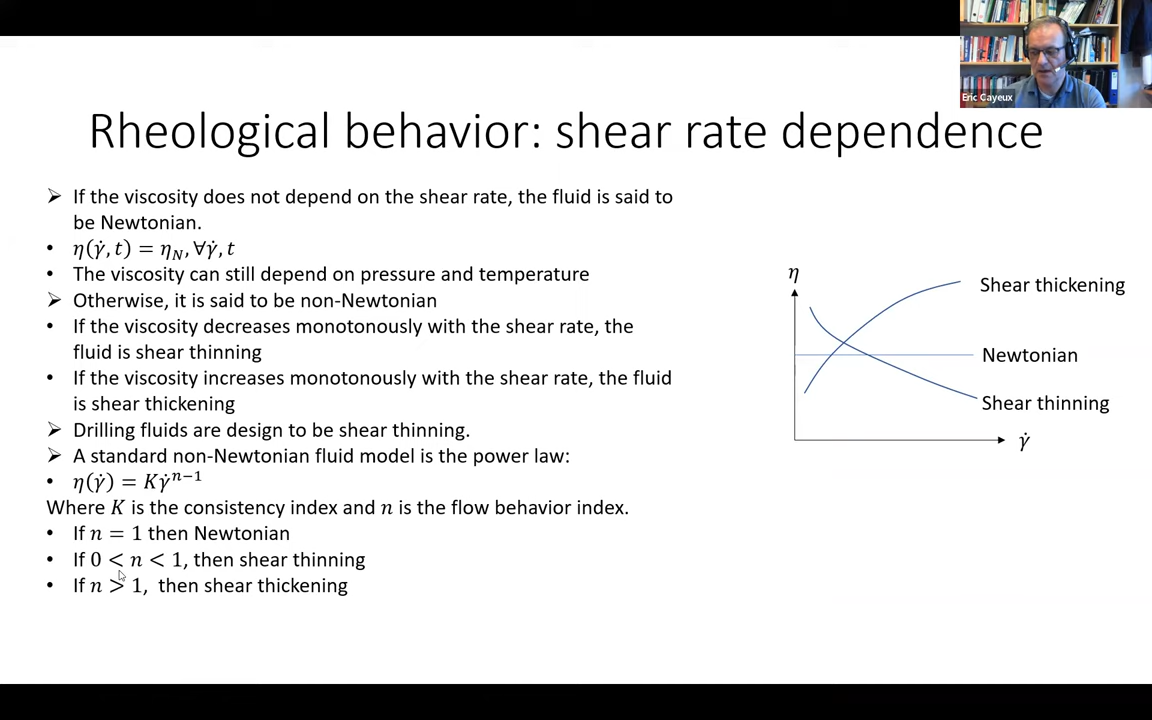 Eric Cayeux
Rheological behavior: shear rate dependence
➢ If the viscosity does not depend on the shear rate, the fluid is said to
be Newtonian.
• η(γ̇, t) = η_N, ∀γ̇, t
• The viscosity can still depend on pressure and temperature
➢ Otherwise, it is said to be non-Newtonian
• If the viscosity decreases monotonously with the shear rate, the
fluid is shear thinning
• If the viscosity increases monotonously with the shear rate, the fluid
is shear thickening
➢ Drilling fluids are design to be shear thinning.
➢ A standard non-Newtonian fluid model is the power law:
• η(γ̇) = Kγ̇ⁿ⁻¹
Where K is the consistency index and n is the flow behavior index.
• If n = 1 then Newtonian
• If 0 < n < 1, then shear thinning
• If n > 1, then shear thickening
η
Shear thickening
Newtonian
Shear thinning
γ̇